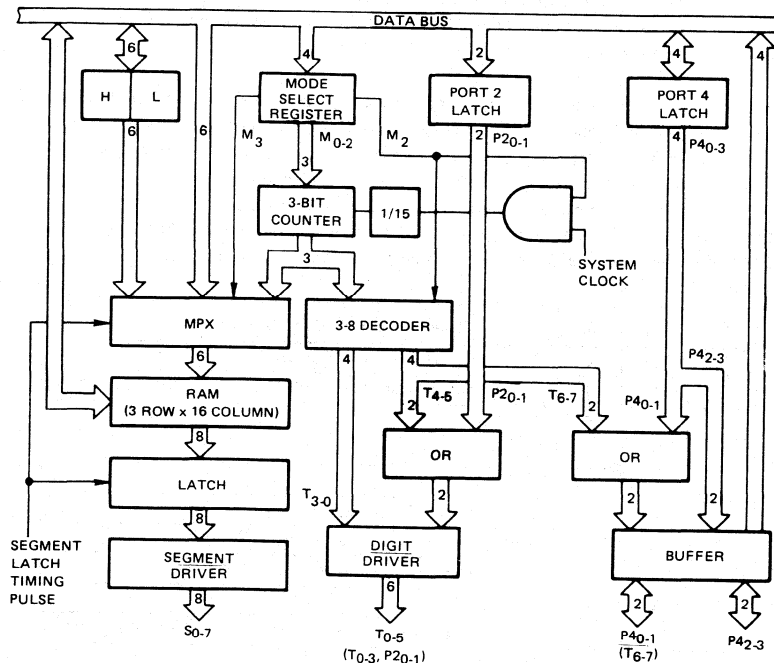 DATA BUS
6
4
2
4
4
H L
MODE
SELECT
REGISTER
PORT 2
LATCH
PORT 4
LATCH
6
6
M3
M0-2
M2
2
P20-1
4
P40-3
3
3-BIT
COUNTER
1/15
3
SYSTEM
CLOCK
MPX
3-8 DECODER
6
4
4
P42-3
RAM
(3 ROW x 16 COLUMN)
2
T4-5
P20-1
T6-7
2
P40-1
8
OR
OR
LATCH
T3-0
2
2
2
8
SEGMENT
LATCH
TIMING
PULSE
SEGMENT
DRIVER
DIGIT
DRIVER
BUFFER
8
6
2
2
S0-7
T0-5
(T0-3, P20-1)
P40-1
(T6-7)
P42-3